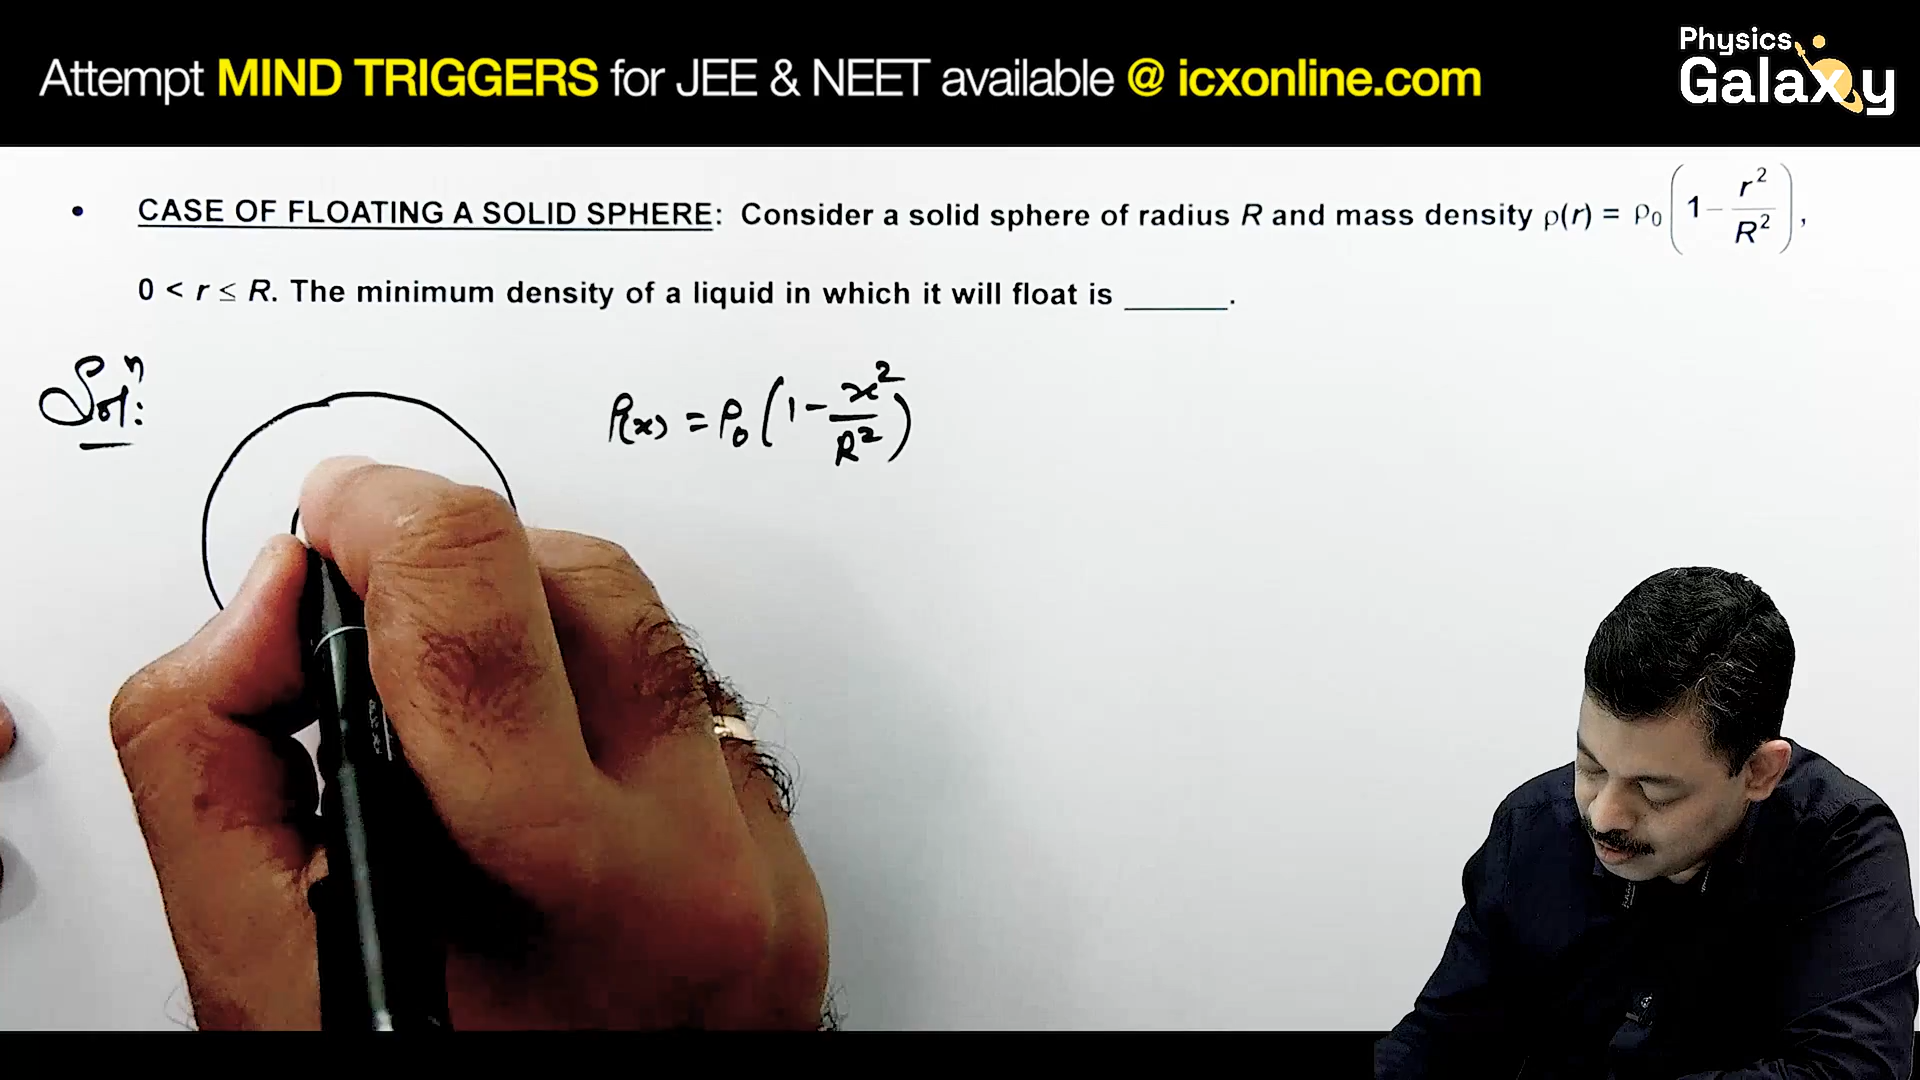 Attempt MIND TRIGGERS for JEE & NEET available @ icxonline.com
Physics
Galaxy
• CASE OF FLOATING A SOLID SPHERE: Consider a solid sphere of radius R and mass density ρ(r) = ρ₀(1 − r²/R²),
0 < r ≤ R. The minimum density of a liquid in which it will float is ______.
Solⁿ:
ρ(x) = ρ₀(1 − x²/R²)